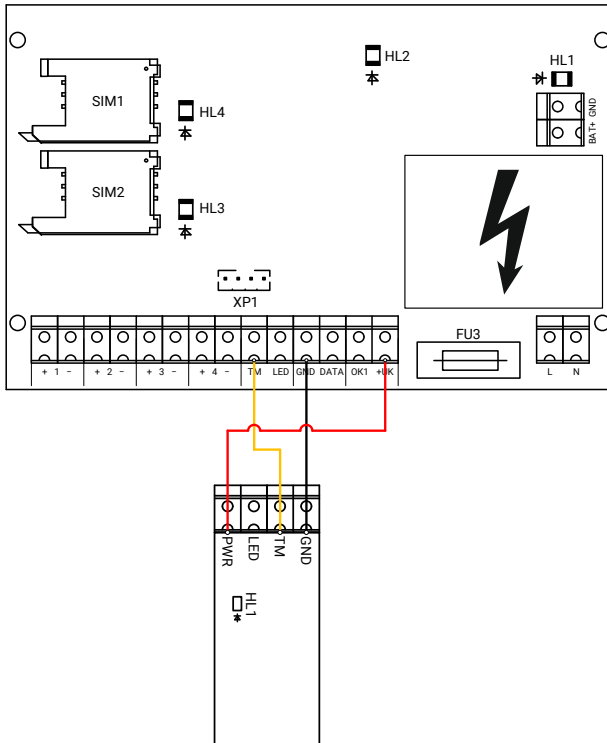 HL2
HL1
SIM1
HL4
GND
BAT+
SIM2
HL3
XP1
FU3
+ 1 - + 2 - + 3 - + 4 - TM LED GND DATA OK1 +UK
L N
PWR
LED
TM
GND
HL1